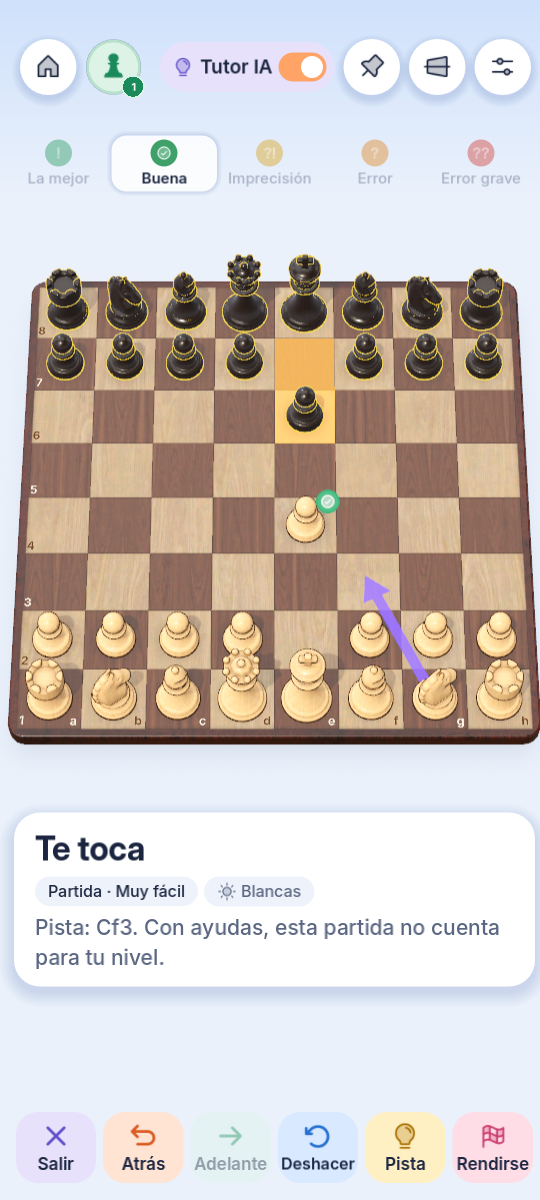 Tutor IA
1
!
?!
?
??
La mejor
Buena
Imprecisión
Error
Error grave
8
7
6
5
4
3
2
1
a
b
c
d
e
f
g
h
Te toca
Partida · Muy fácil
Blancas
Pista: Cf3. Con ayudas, esta partida no cuenta
para tu nivel.
Salir
Atrás
Adelante
Deshacer
Pista
Rendirse